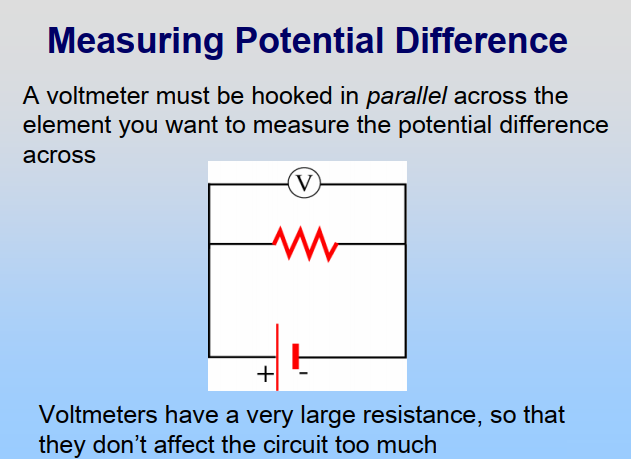 Measuring Potential Difference
A voltmeter must be hooked in parallel across the
element you want to measure the potential difference
across
V
+ -
Voltmeters have a very large resistance, so that
they don’t affect the circuit too much